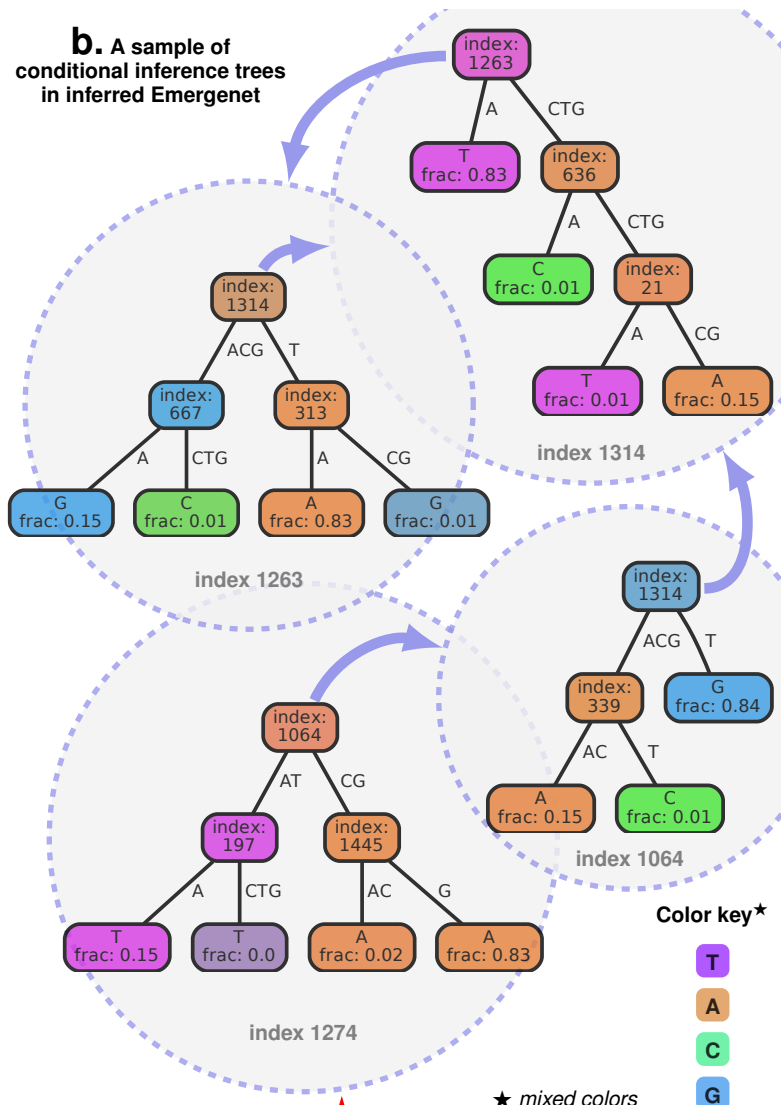 b. A sample of
conditional inference trees
in inferred Emergenet
index:
1263
A
CTG
T
frac: 0.83
index:
636
A
CTG
C
frac: 0.01
index:
21
A
CG
T
frac: 0.01
A
frac: 0.15
index 1314
index:
1314
ACG
T
index:
667
index:
313
A
CTG
A
CG
G
frac: 0.15
C
frac: 0.01
A
frac: 0.83
G
frac: 0.01
index 1263
index:
1314
ACG
T
index:
339
G
frac: 0.84
AC
T
A
frac: 0.15
C
frac: 0.01
index 1064
index:
1064
AT
CG
index:
197
index:
1445
A
CTG
AC
G
T
frac: 0.15
T
frac: 0.0
A
frac: 0.02
A
frac: 0.83
index 1274
Color key★
T
A
C
G
★ mixed colors